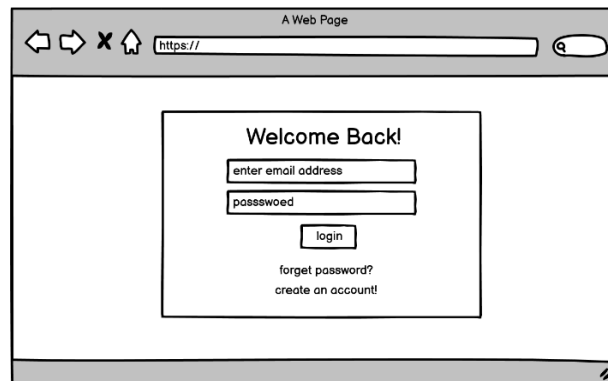 A Web Page
https://
Welcome Back!
enter email address
passswoed
login
forget password?
create an account!